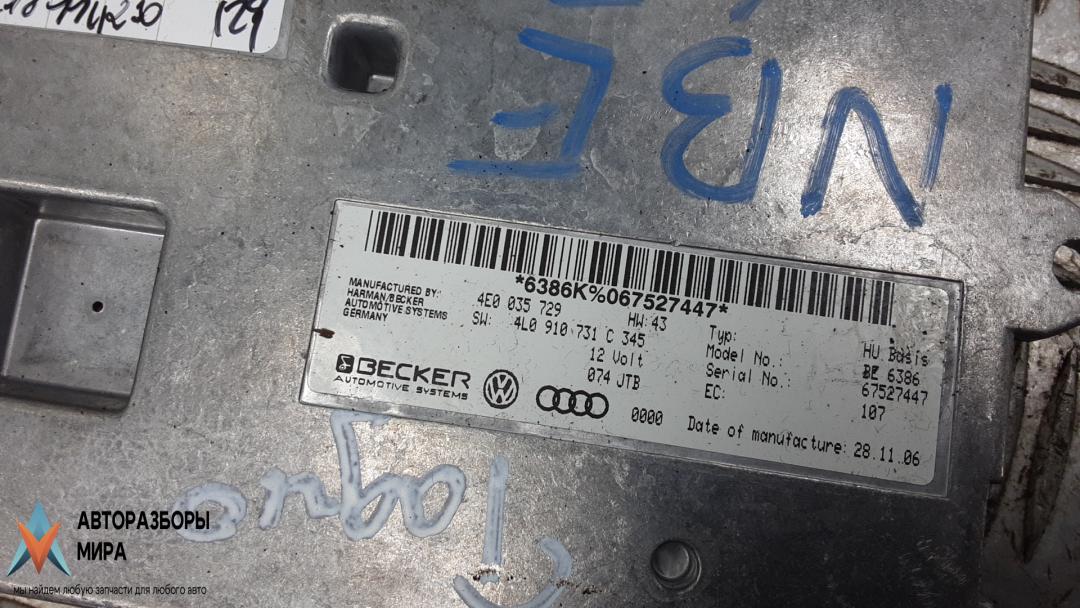 *6386K%067527447*
MANUFACTURED BY:
HARMAN/BECKER
AUTOMOTIVE SYSTEMS
GERMANY
4E0 035 729
HW:43
SW: 4L0 910 731 C 345
12 Volt
074 JTB
Typ: HU Basis
Model No.: BE 6386
Serial No.: 67527447
EC: 107
BECKER
AUTOMOTIVE SYSTEMS
0000
Date of manufacture: 28.11.06
АВТОРАЗБОРЫ
МИРА
мы найдем любую запчасти для любого авто